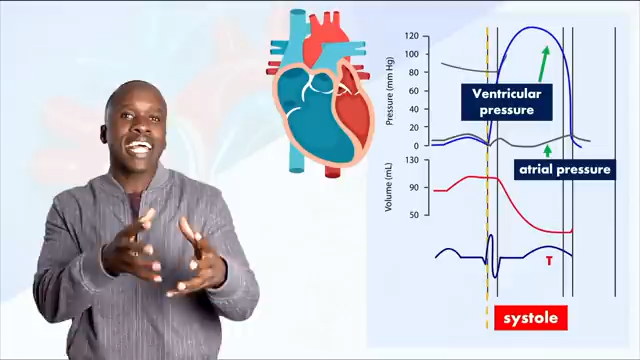 120
100
80
60
40
20
0
Pressure (mm Hg)
Ventricular
pressure
atrial pressure
130
90
50
Volume (mL)
T
systole